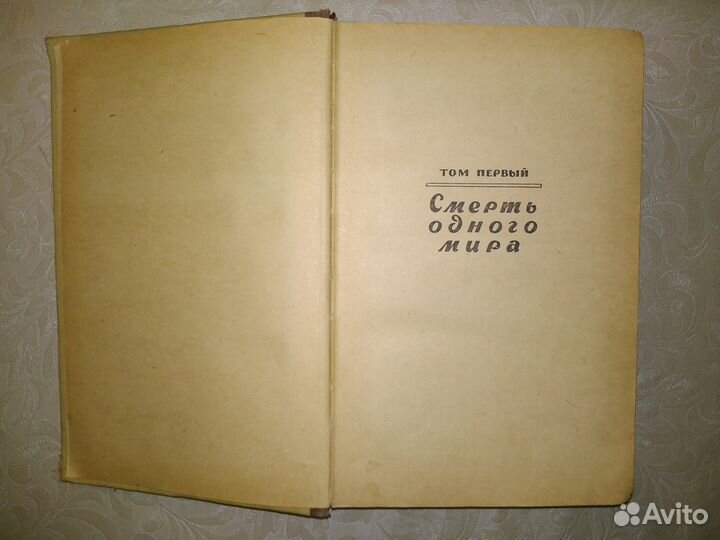 ТОМ ПЕРВЫЙ
Смерть
одного
мира
Avito